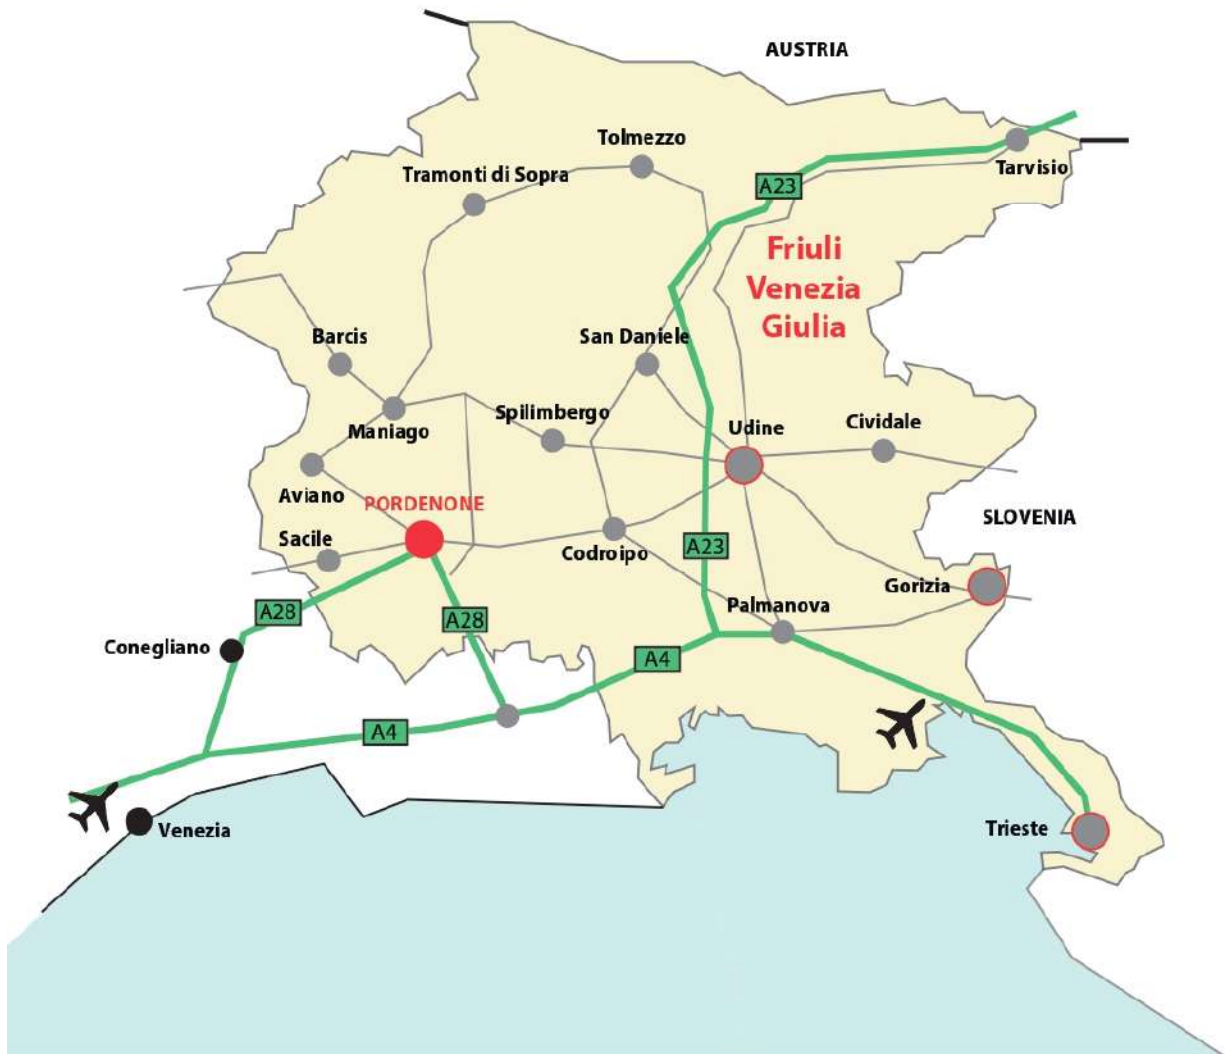 AUSTRIA
Tolmezzo
Tramonti di Sopra
Tarvisio
A23
Friuli
Venezia
Giulia
Barcis
San Daniele
Spilimbergo
Udine
Cividale
Maniago
Aviano
PORDENONE
SLOVENIA
Sacile
Codroipo
A23
Gorizia
Palmanova
A28
A28
Conegliano
A4
A4
Venezia
Trieste